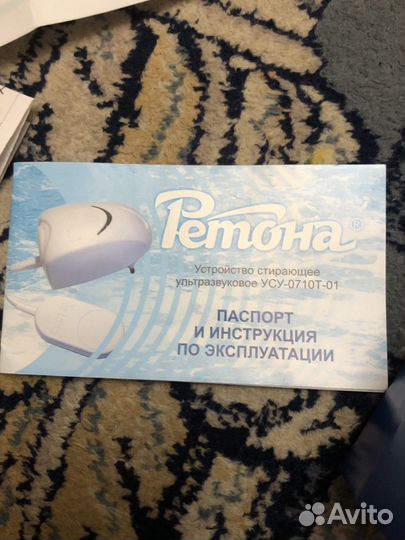 Ретона®
Устройство стирающее
ультразвуковое УСУ-0710Т-01
ПАСПОРТ
И ИНСТРУКЦИЯ
ПО ЭКСПЛУАТАЦИИ
Avito